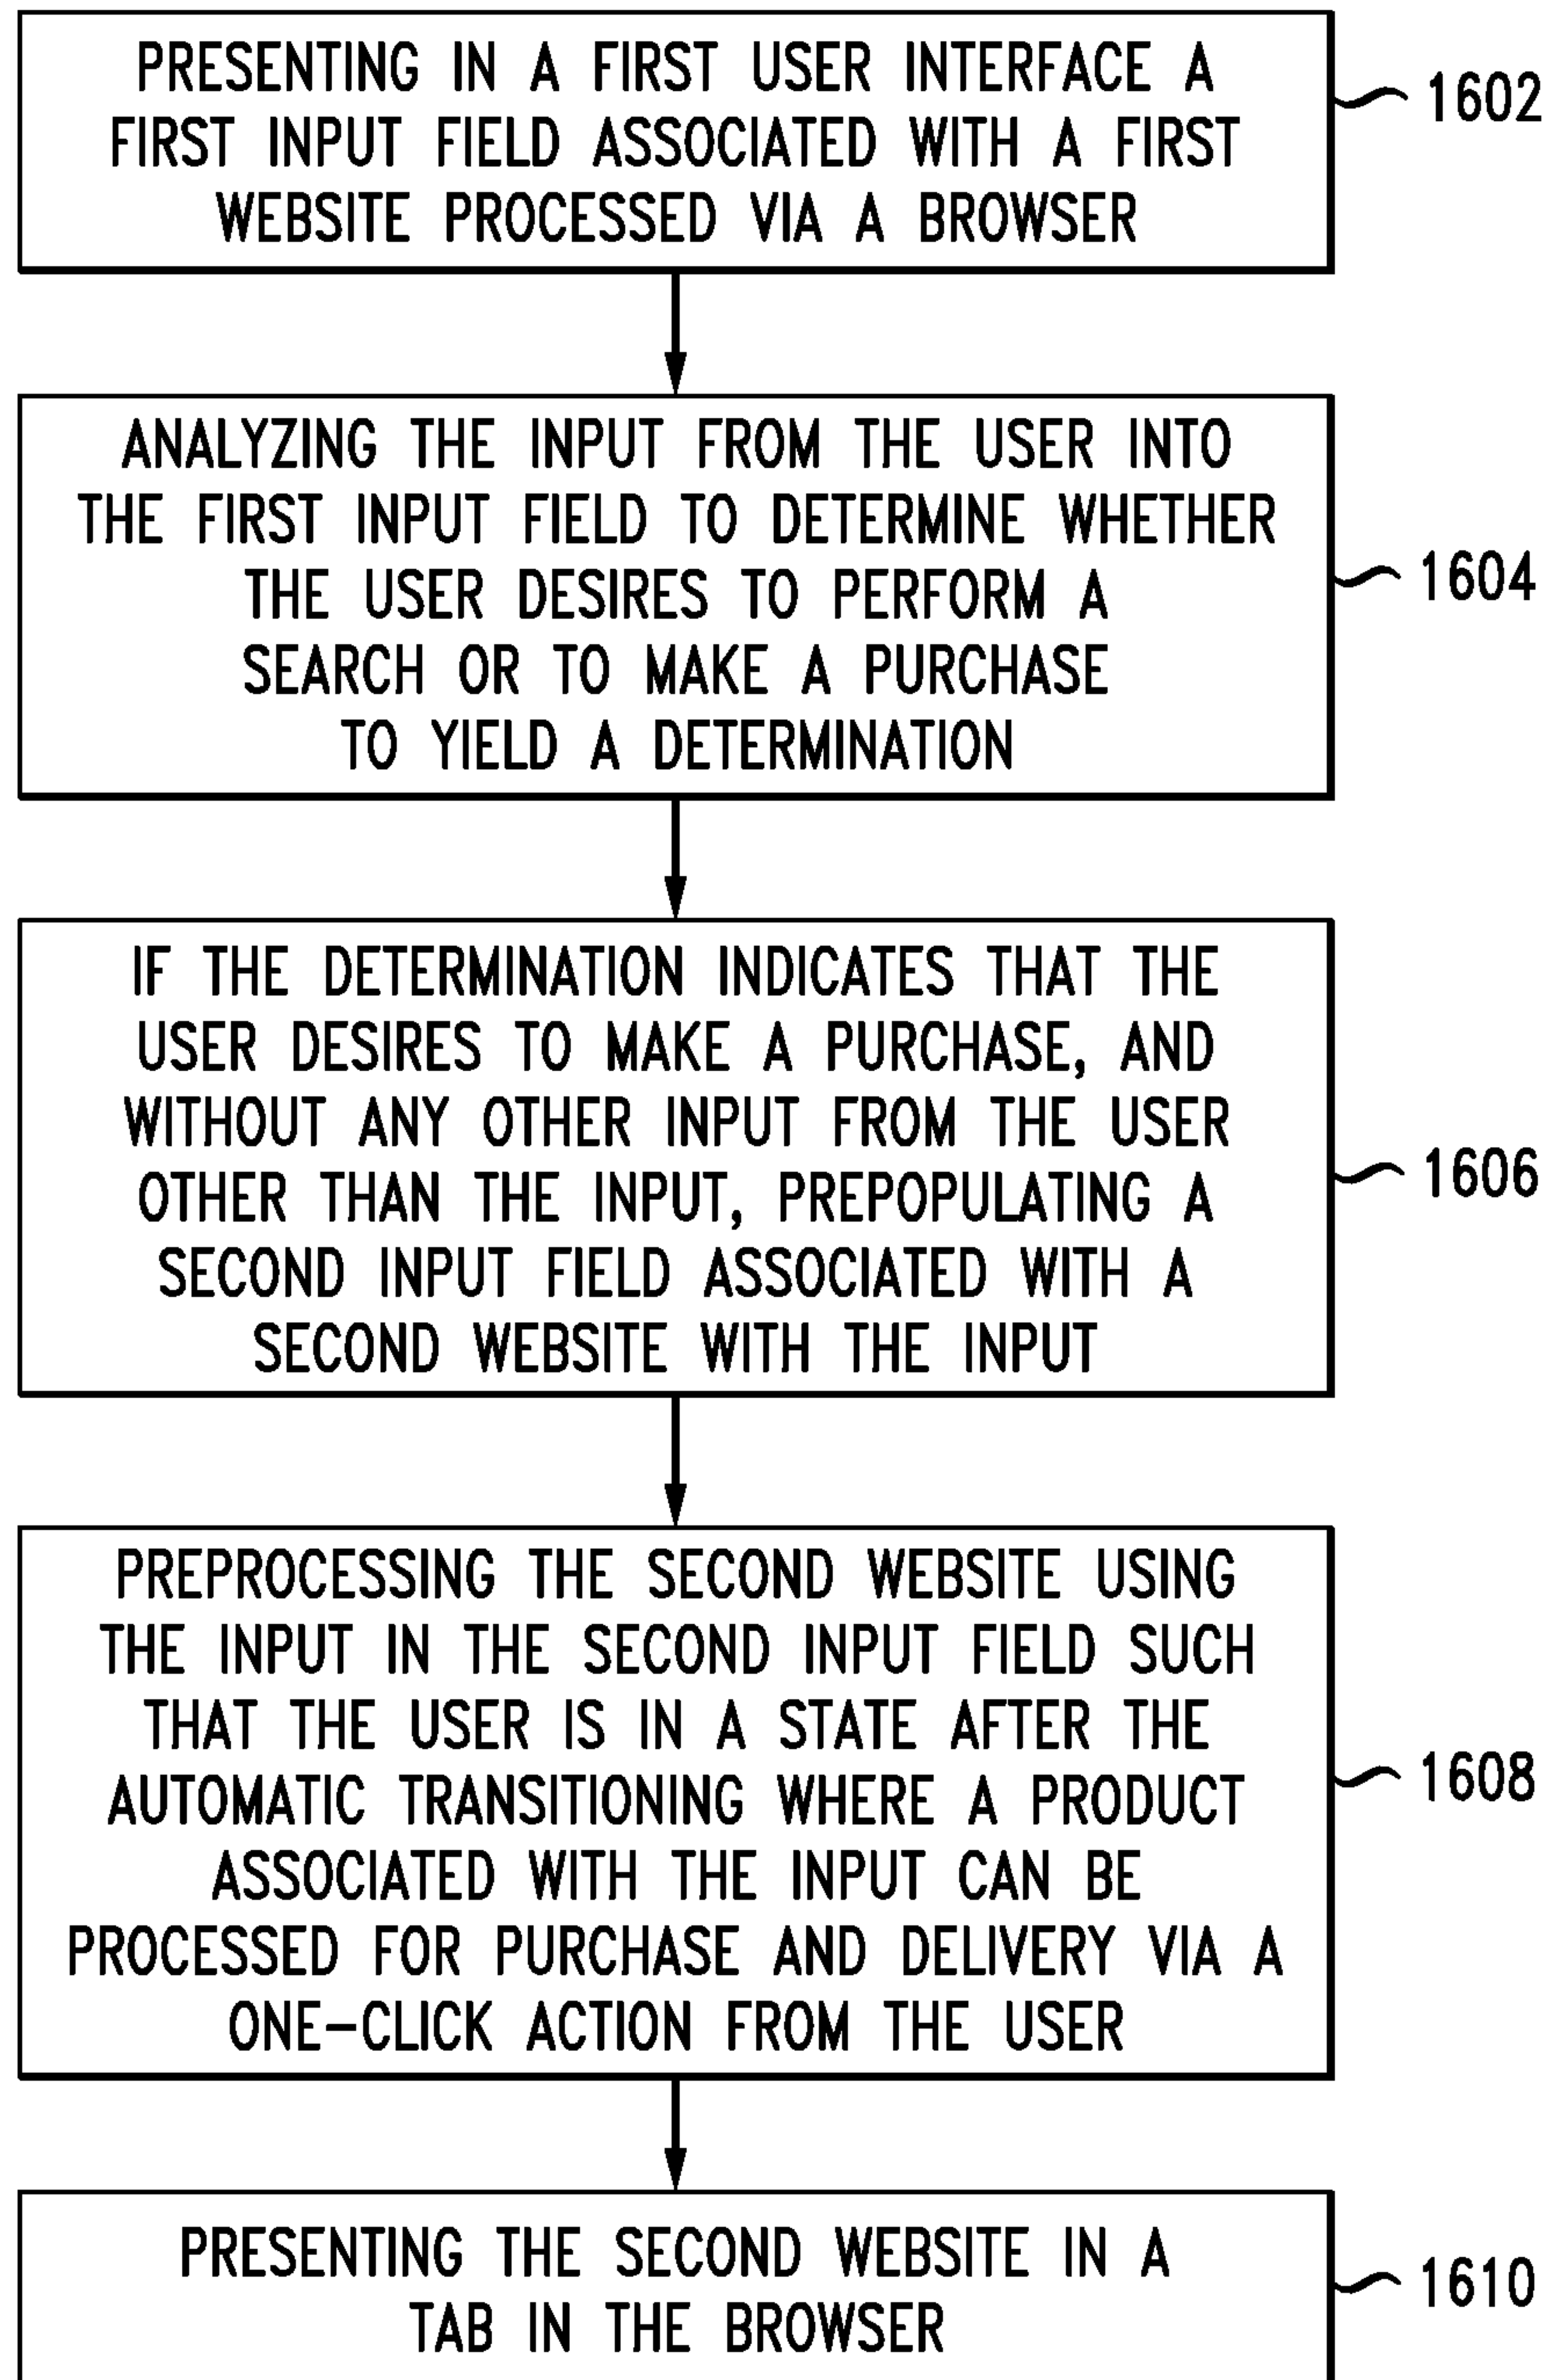 PRESENTING IN A FIRST USER INTERFACE A
FIRST INPUT FIELD ASSOCIATED WITH A FIRST
WEBSITE PROCESSED VIA A BROWSER
1602
ANALYZING THE INPUT FROM THE USER INTO
THE FIRST INPUT FIELD TO DETERMINE WHETHER
THE USER DESIRES TO PERFORM A
SEARCH OR TO MAKE A PURCHASE
TO YIELD A DETERMINATION
1604
IF THE DETERMINATION INDICATES THAT THE
USER DESIRES TO MAKE A PURCHASE, AND
WITHOUT ANY OTHER INPUT FROM THE USER
OTHER THAN THE INPUT, PREPOPULATING A
SECOND INPUT FIELD ASSOCIATED WITH A
SECOND WEBSITE WITH THE INPUT
1606
PREPROCESSING THE SECOND WEBSITE USING
THE INPUT IN THE SECOND INPUT FIELD SUCH
THAT THE USER IS IN A STATE AFTER THE
AUTOMATIC TRANSITIONING WHERE A PRODUCT
ASSOCIATED WITH THE INPUT CAN BE
PROCESSED FOR PURCHASE AND DELIVERY VIA A
ONE-CLICK ACTION FROM THE USER
1608
PRESENTING THE SECOND WEBSITE IN A
TAB IN THE BROWSER
1610